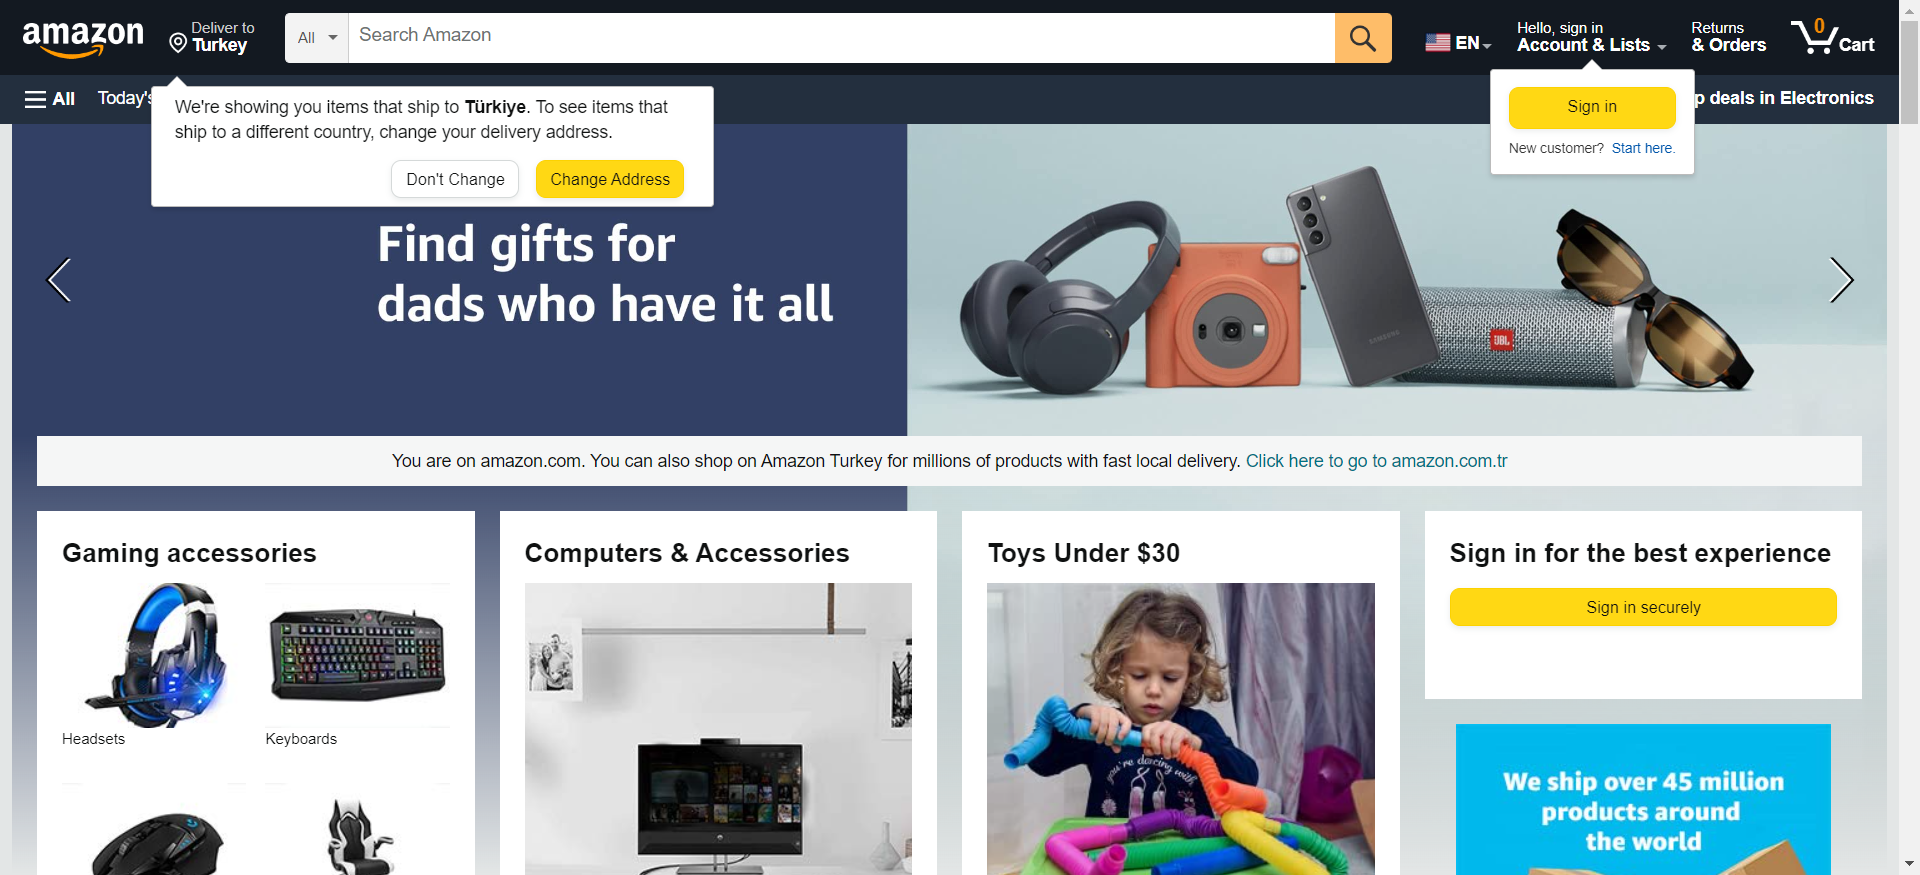 amazon
Deliver to
Turkey
All
Search Amazon
EN
Hello, sign in
Account & Lists
Returns
& Orders
0
Cart
All
Today's
p deals in Electronics
We're showing you items that ship to Türkiye. To see items that
ship to a different country, change your delivery address.
Don't Change
Change Address
Sign in
New customer? Start here.
Find gifts for
dads who have it all
SAMSUNG
JBL
You are on amazon.com. You can also shop on Amazon Turkey for millions of products with fast local delivery. Click here to go to amazon.com.tr
Gaming accessories
Headsets
Keyboards
Computers & Accessories
Toys Under $30
you're dancing with
Sign in for the best experience
Sign in securely
We ship over 45 million
products around
the world